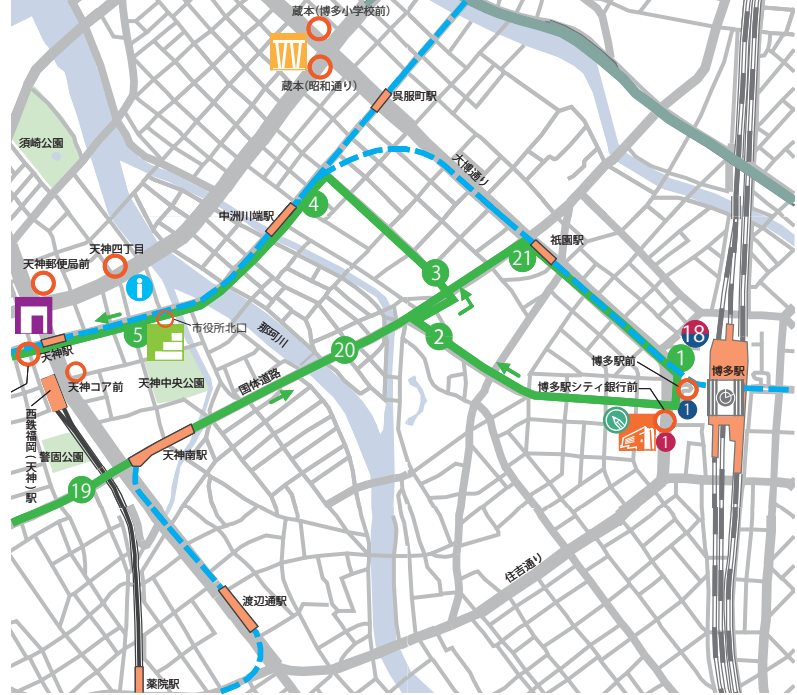 蔵本(博多小学校前)
蔵本(昭和通り)
呉服町駅
須崎公園
大博通り
4
中洲川端駅
祇園駅
天神四丁目
21
天神郵便局前
3
i
市役所北口
那珂川
5
2
18
20
1
博多駅前
博多駅
天神駅
天神コア前
天神中央公園
国体道路
博多駅シティ銀行前
1
1
西鉄福岡(天神)駅
警固公園
天神南駅
19
住吉通り
渡辺通駅
薬院駅